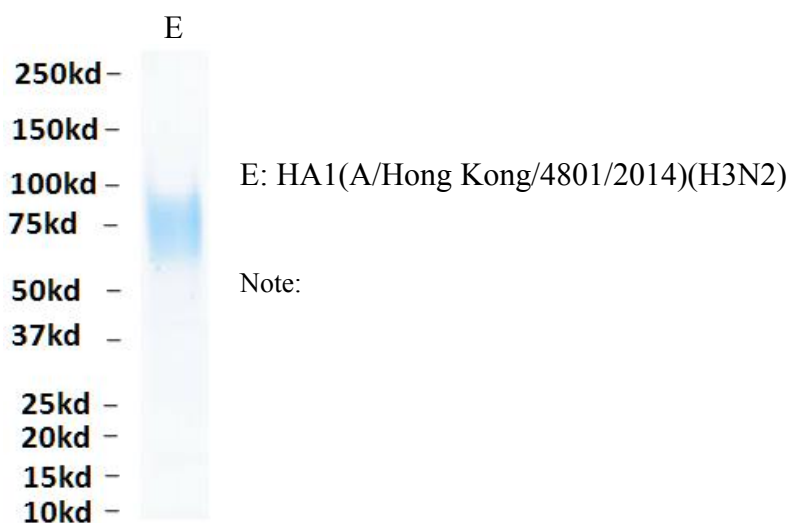 E
250kd
150kd
100kd
E: HA1(A/Hong Kong/4801/2014)(H3N2)
75kd
50kd
Note:
37kd
25kd
20kd
15kd
10kd